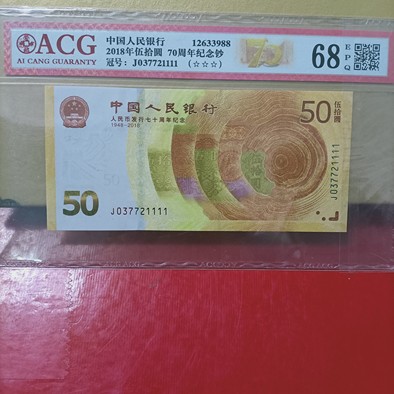 ACG
AI CANG GUARANTY
中国人民银行 12633988
2018年伍拾圆 70周年纪念钞
冠号: J037721111 (☆☆☆)
68
EPQ
中国人民银行
人民币发行七十周年纪念
1948-2018
50
伍拾圆
J037721111
50
J037721111